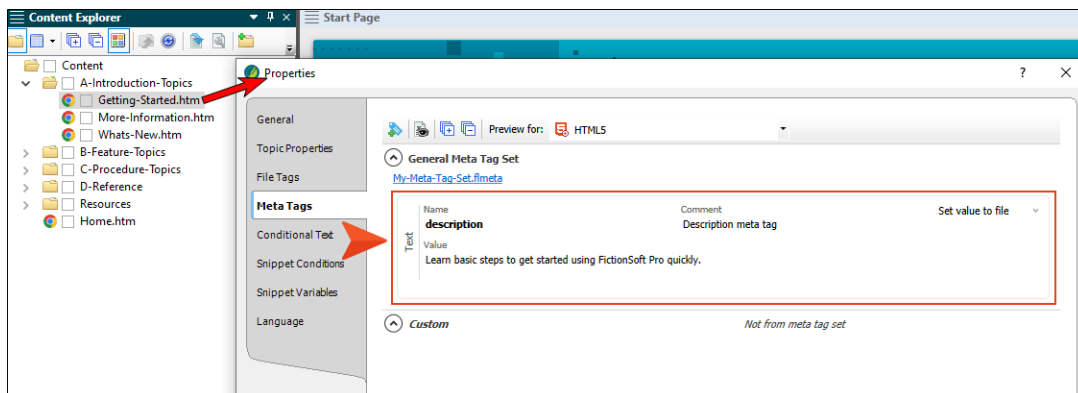 Content Explorer
Start Page
Content
A-Introduction-Topics
Getting-Started.htm
More-Information.htm
Whats-New.htm
B-Feature-Topics
C-Procedure-Topics
D-Reference
Resources
Home.htm
Properties
?
General
Topic Properties
File Tags
Meta Tags
Conditional Text
Snippet Conditions
Snippet Variables
Language
Preview for: HTML5
General Meta Tag Set
My-Meta-Tag-Set.flmeta
Text
Name
description
Comment
Description meta tag
Set value to file
Value
Learn basic steps to get started using FictionSoft Pro quickly.
Custom
Not from meta tag set